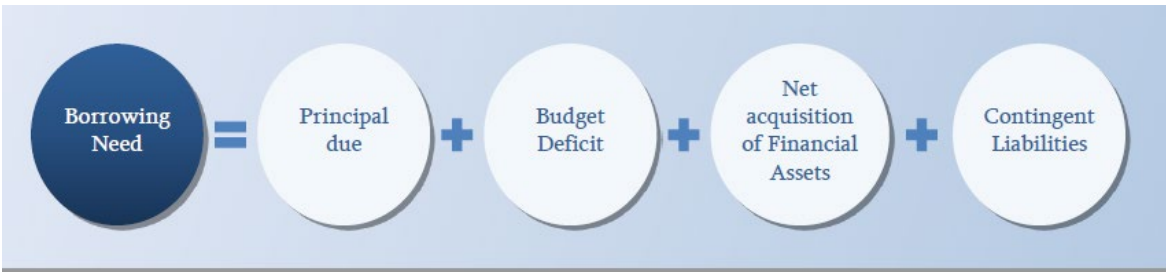 Borrowing
Need
=
Principal
due
+
Budget
Deficit
+
Net
acquisition
of Financial
Assets
+
Contingent
Liabilities